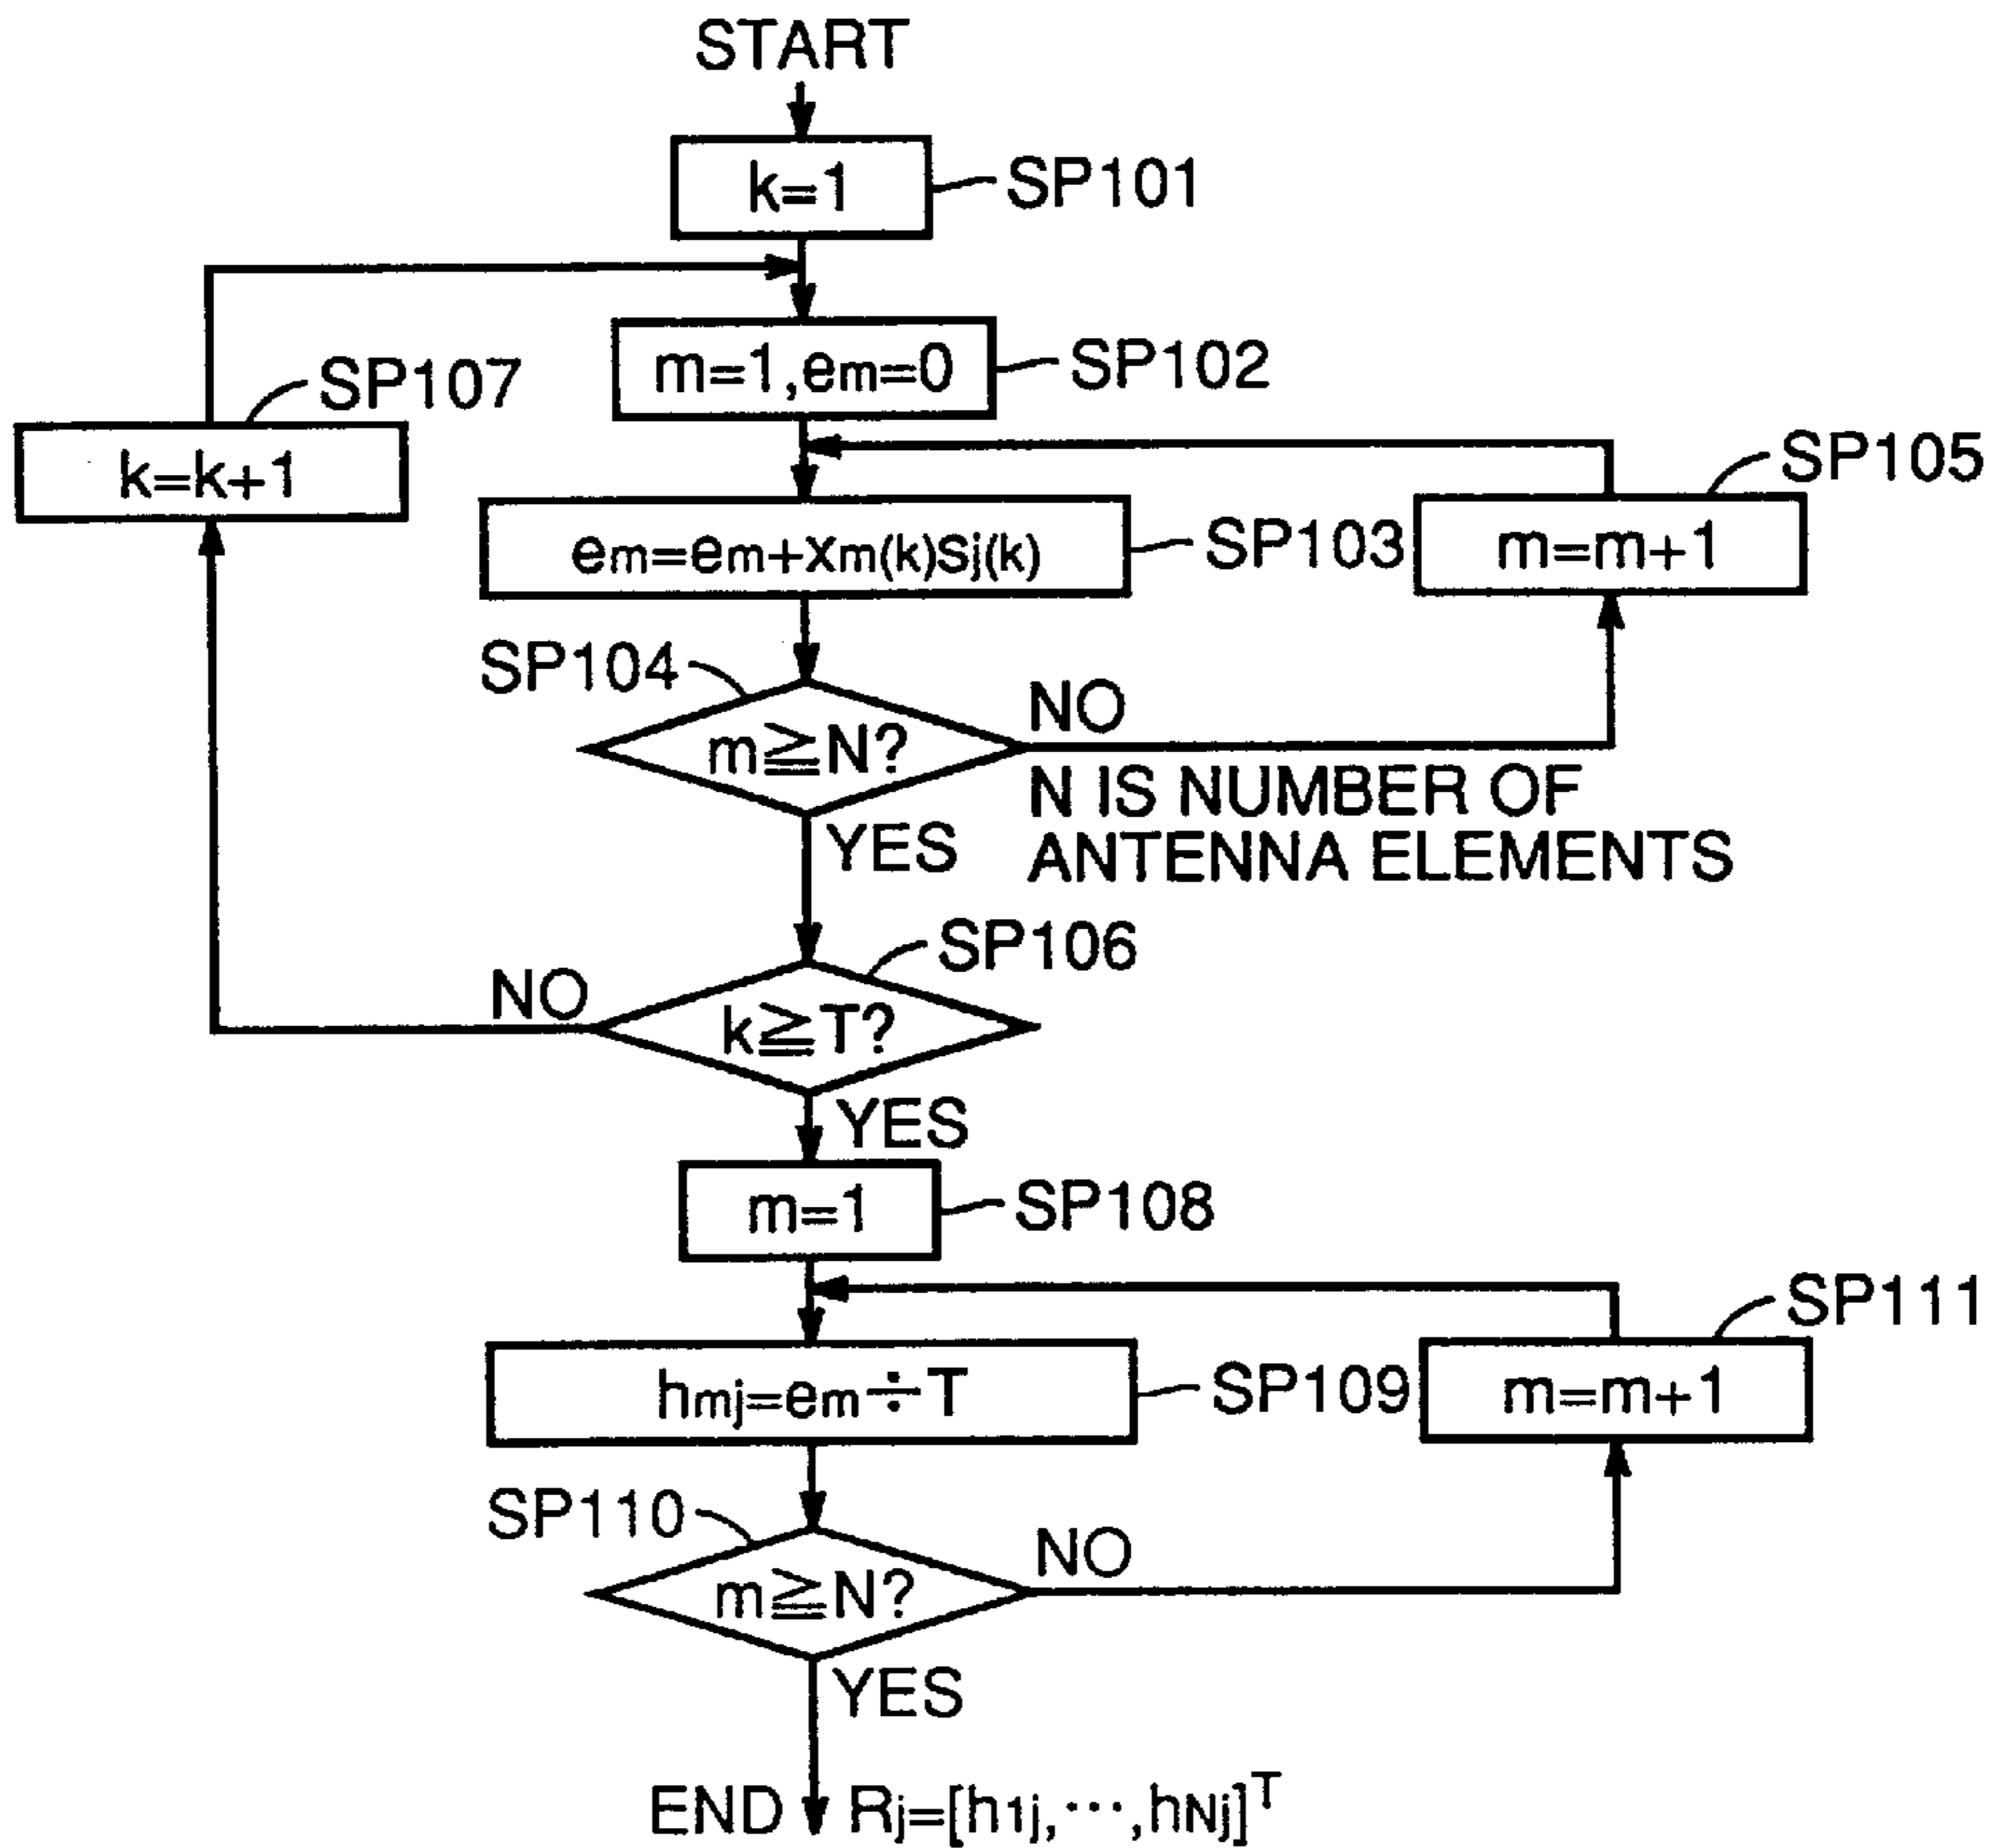 START
k=1
SP101
m=1,em=0
SP102
SP107
k=k+1
SP105
em=em+xm(k)sj(k)
SP103
m=m+1
SP104
m≧N?
NO
N IS NUMBER OF
ANTENNA ELEMENTS
YES
SP106
NO
k≧T?
YES
m=1
SP108
SP111
hmj=em÷T
SP109
m=m+1
SP110
m≧N?
NO
YES
END
Rj=[h1j,⋯,hNj]T